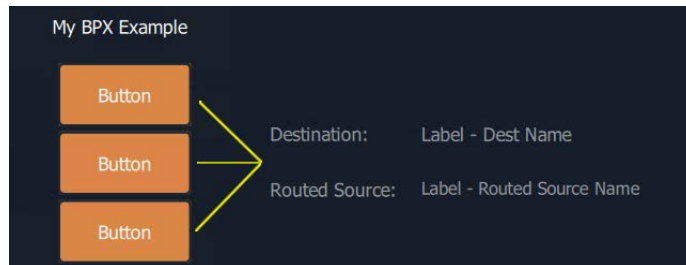 My BPX Example
Button
Button
Button
Destination: Label - Dest Name
Routed Source: Label - Routed Source Name